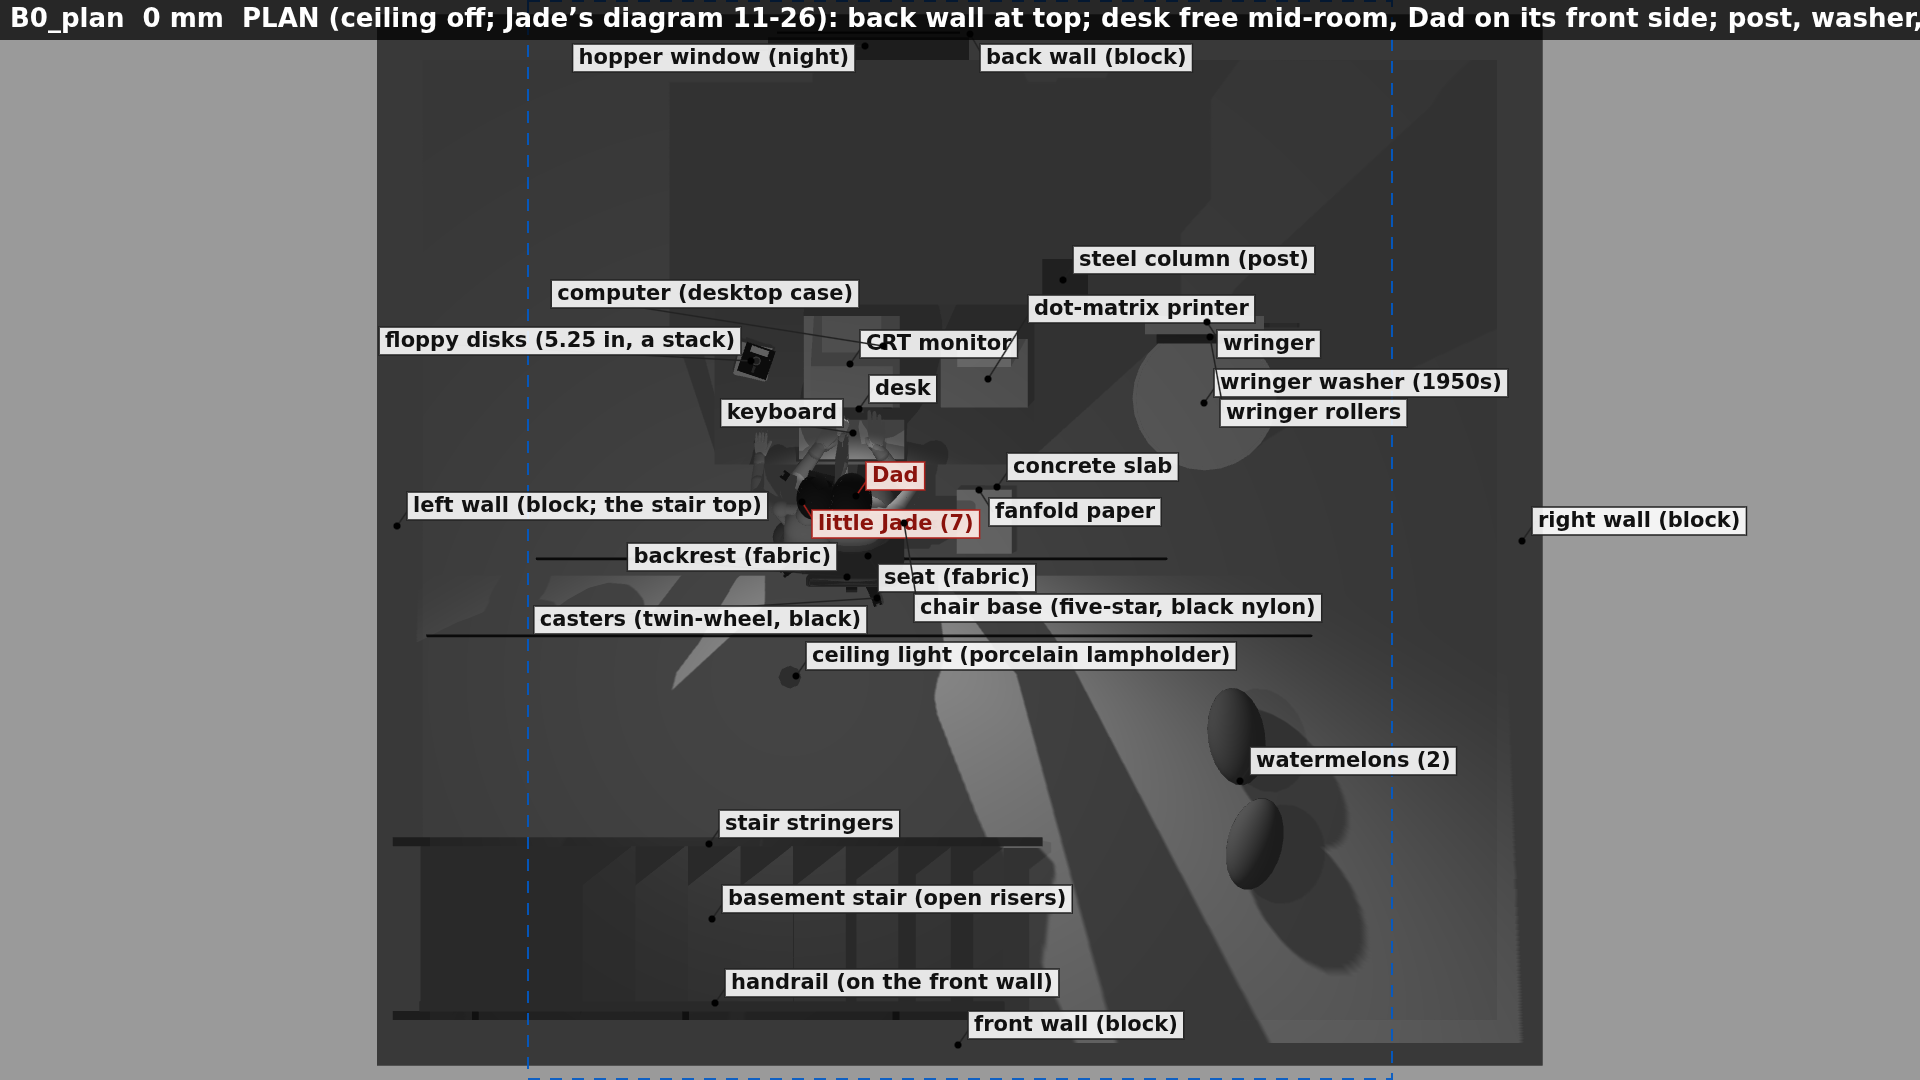 B0_plan  0 mm  PLAN (ceiling off; Jade’s diagram 11-26): back wall at top; desk free mid-room, Dad on its front side; post, washer,
hopper window (night)
back wall (block)
steel column (post)
computer (desktop case)
dot-matrix printer
floppy disks (5.25 in, a stack)
CRT monitor
wringer
desk
wringer washer (1950s)
keyboard
wringer rollers
concrete slab
Dad
left wall (block; the stair top)
fanfold paper
little Jade (7)
right wall (block)
backrest (fabric)
seat (fabric)
chair base (five-star, black nylon)
casters (twin-wheel, black)
ceiling light (porcelain lampholder)
watermelons (2)
stair stringers
basement stair (open risers)
handrail (on the front wall)
front wall (block)